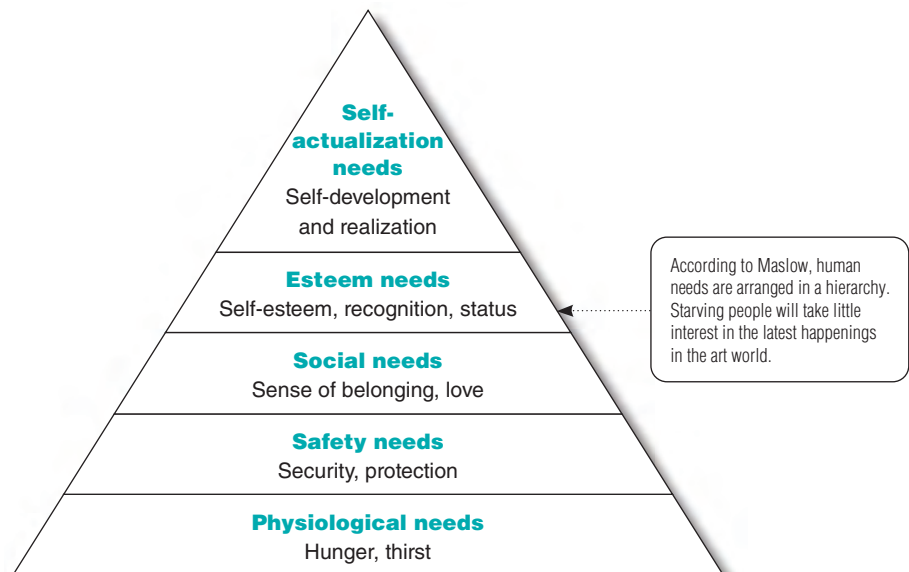 Self-
actualization
needs
Self-development
and realization
Esteem needs
Self-esteem, recognition, status
Social needs
Sense of belonging, love
Safety needs
Security, protection
Physiological needs
Hunger, thirst
According to Maslow, human
needs are arranged in a hierarchy.
Starving people will take little
interest in the latest happenings
in the art world.